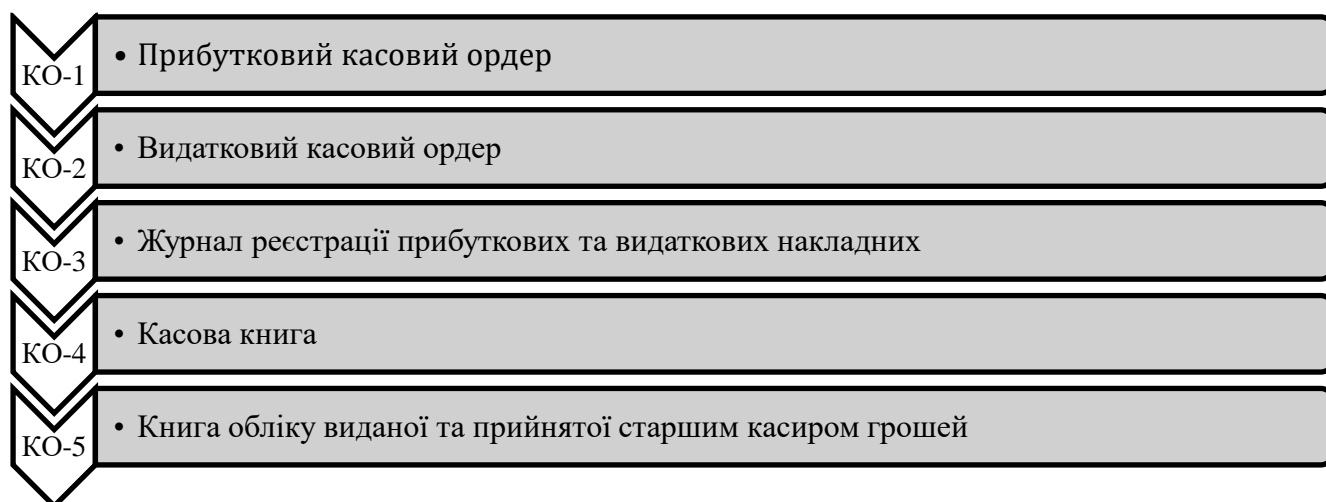 КО-1
• Прибутковий касовий ордер
КО-2
• Видатковий касовий ордер
КО-3
• Журнал реєстрації прибуткових та видаткових накладних
КО-4
• Касова книга
КО-5
• Книга обліку виданої та прийнятої старшим касиром грошей